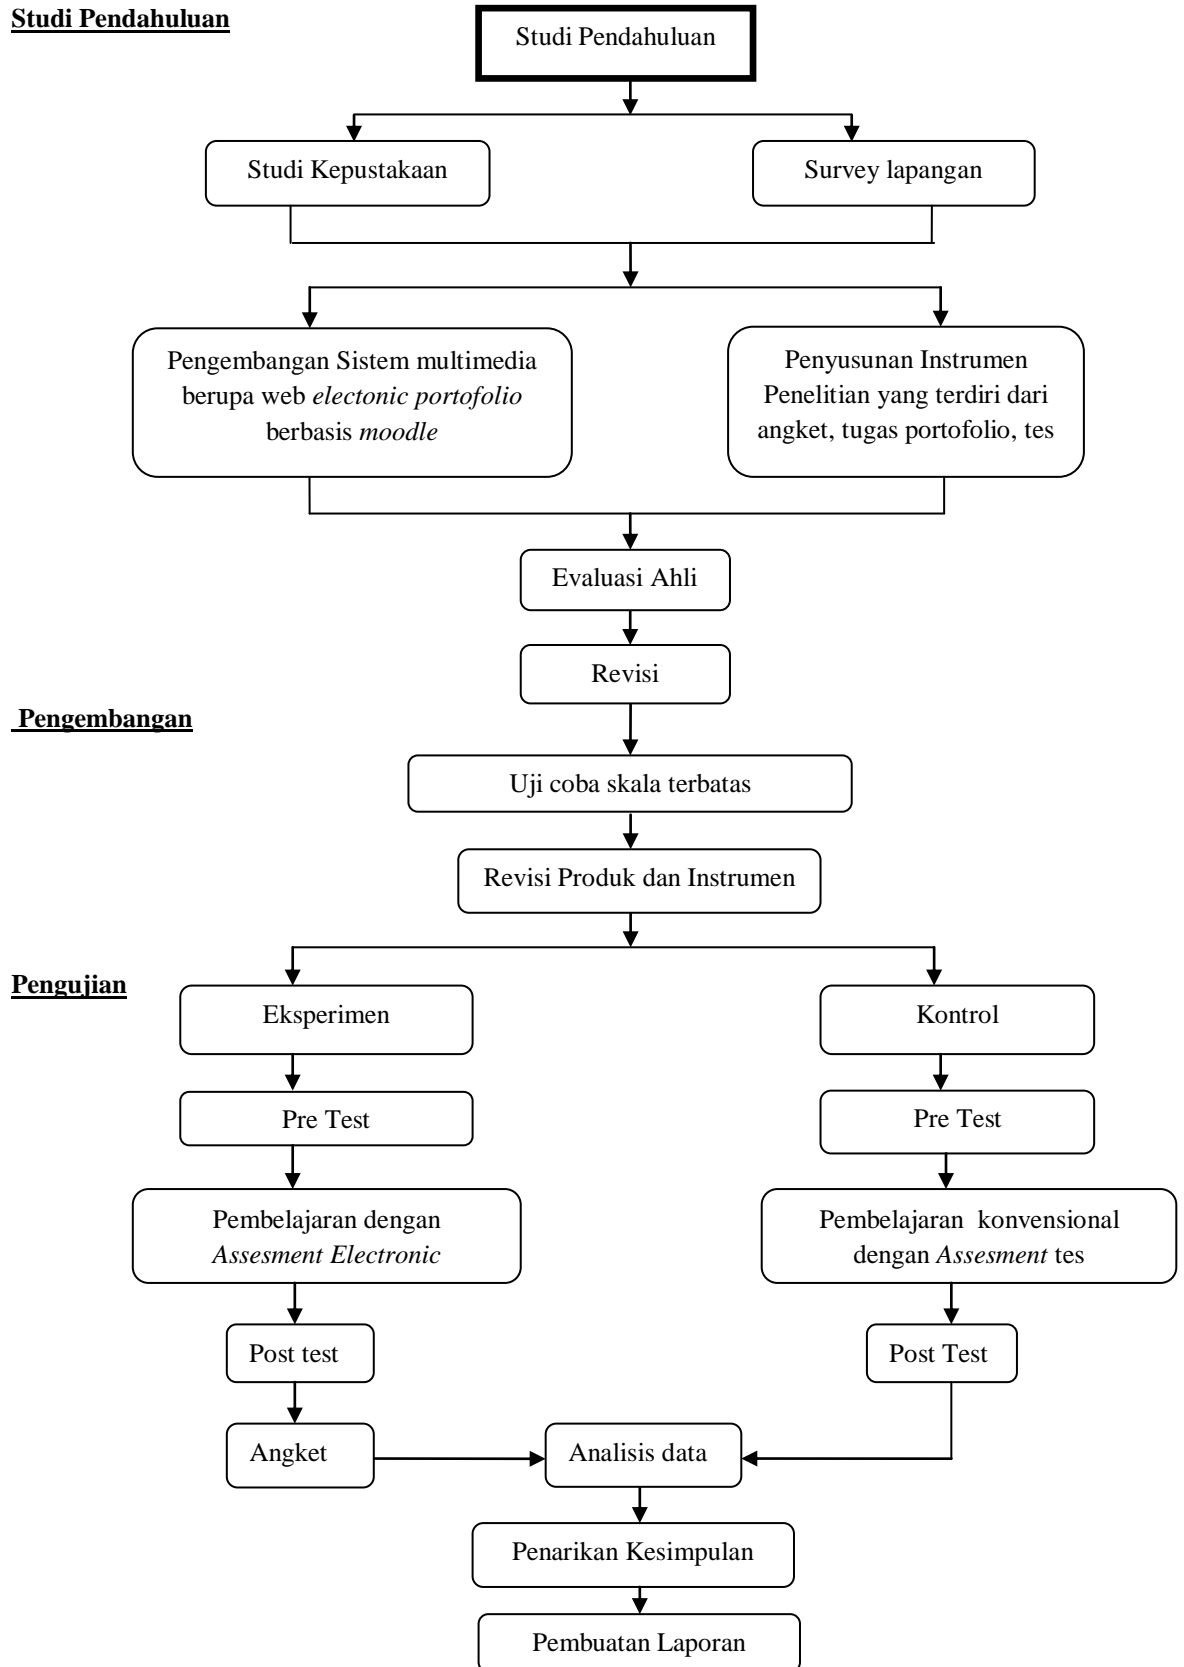 Studi Pendahuluan
Studi Pendahuluan
Studi Kepustakaan
Survey lapangan
Pengembangan Sistem multimedia
berupa web electonic portofolio
berbasis moodle
Penyusunan Instrumen
Penelitian yang terdiri dari
angket, tugas portofolio, tes
Evaluasi Ahli
Revisi
Pengembangan
Uji coba skala terbatas
Revisi Produk dan Instrumen
Pengujian
Eksperimen
Kontrol
Pre Test
Pre Test
Pembelajaran dengan
Assesment Electronic
Pembelajaran konvensional
dengan Assesment tes
Post test
Post Test
Angket
Analisis data
Penarikan Kesimpulan
Pembuatan Laporan